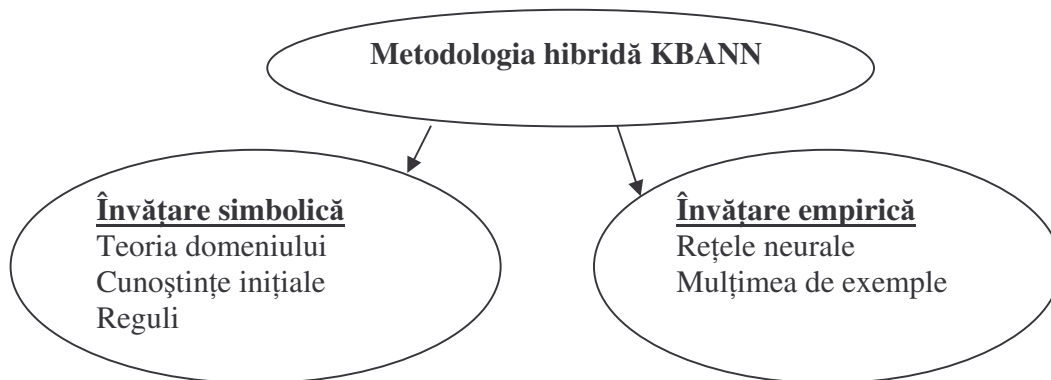 Metodologia hibridă KBANN
Învățare simbolică
Teoria domeniului
Cunoştințe inițiale
Reguli
Învățare empirică
Rețele neurale
Mulțimea de exemple